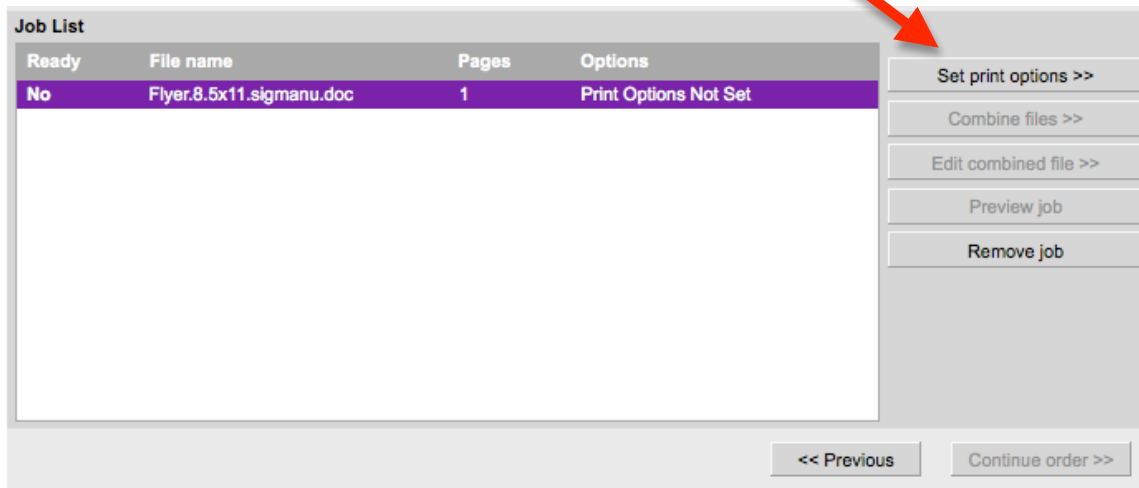 Job List
Ready File name Pages Options
No Flyer.8.5x11.sigmanu.doc 1 Print Options Not Set
Set print options >>
Combine files >>
Edit combined file >>
Preview job
Remove job
<< Previous Continue order >>